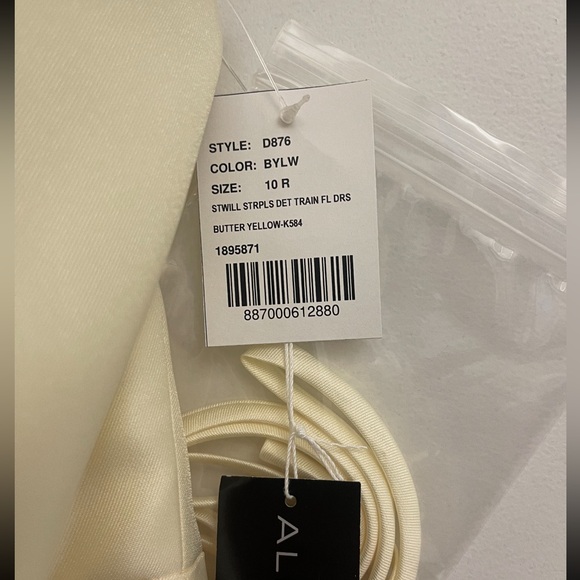 STYLE: D876
COLOR: BYLW
SIZE: 10 R
STWILL STRPLS DET TRAIN FL DRS
BUTTER YELLOW-K584
1895871
887000612880
AL